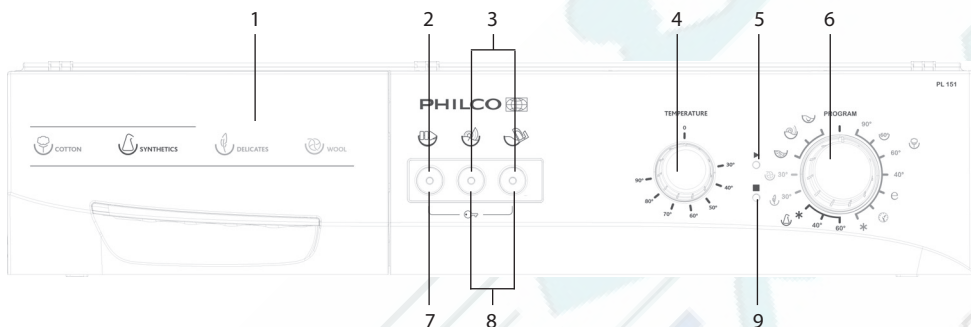 1 2 3 4 5 6
PL 151
PHILCO
TEMPERATURE
PROGRAM
COTTON SYNTHETICS DELICATES WOOL
0
30°
40°
50°
60°
70°
80°
90°
90°
60°
40°
60°
40°
30°
30°
7 8 9